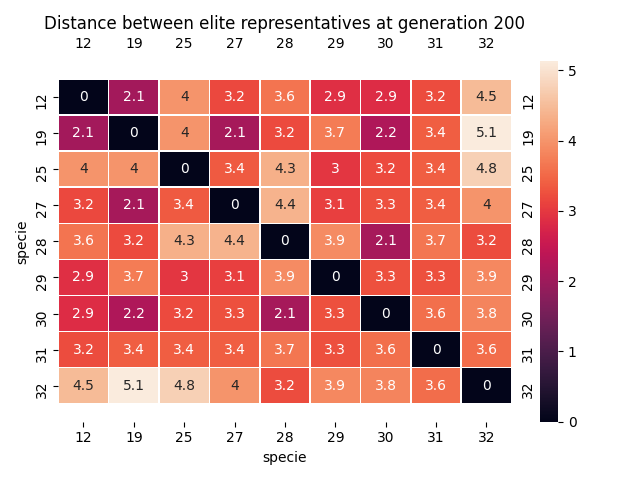 Distance between elite representatives at generation 200
12 19 25 27 28 29 30 31 32
12 0 2.1 4 3.2 3.6 2.9 2.9 3.2 4.5 12
19 2.1 0 4 2.1 3.2 3.7 2.2 3.4 5.1 19
25 4 4 0 3.4 4.3 3 3.2 3.4 4.8 25
27 3.2 2.1 3.4 0 4.4 3.1 3.3 3.4 4 27
28 3.6 3.2 4.3 4.4 0 3.9 2.1 3.7 3.2 28
29 2.9 3.7 3 3.1 3.9 0 3.3 3.3 3.9 29
30 2.9 2.2 3.2 3.3 2.1 3.3 0 3.6 3.8 30
31 3.2 3.4 3.4 3.4 3.7 3.3 3.6 0 3.6 31
32 4.5 5.1 4.8 4 3.2 3.9 3.8 3.6 0 32
12 19 25 27 28 29 30 31 32
specie
specie
5
4
3
2
1
0